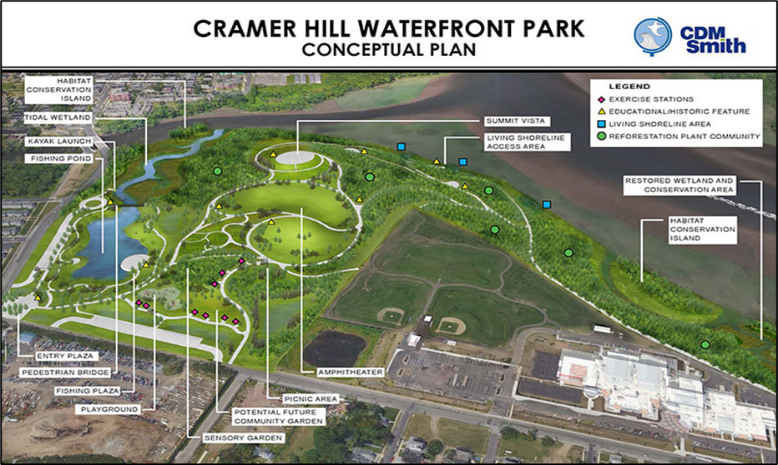 CRAMER HILL WATERFRONT PARK
CONCEPTUAL PLAN
CDM
Smith
HABITAT
CONSERVATION
ISLAND
TIDAL WETLAND
KAYAK LAUNCH
FISHING POND
SUMMIT VISTA
LIVING SHORELINE
ACCESS AREA
LEGEND
EXERCISE STATIONS
EDUCATIONAL/HISTORIC FEATURE
LIVING SHORELINE AREA
REFORESTATION PLANT COMMUNITY
RESTORED WETLAND AND
CONSERVATION AREA
HABITAT
CONSERVATION
ISLAND
ENTRY PLAZA
PEDESTRIAN BRIDGE
FISHING PLAZA
PLAYGROUND
SENSORY GARDEN
POTENTIAL FUTURE
COMMUNITY GARDEN
PICNIC AREA
AMPHITHEATER